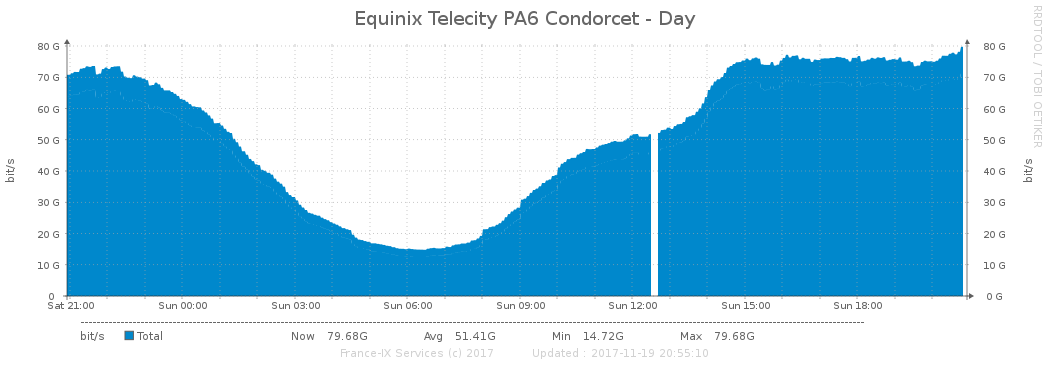 Equinix Telecity PA6 Condorcet - Day
RRDTOOL / TOBI OETIKER
bit/s
80 G 80 G
70 G 70 G
60 G 60 G
50 G 50 G
40 G 40 G
30 G 30 G
20 G 20 G
10 G 10 G
0 0 G
bit/s
Sat 21:00 Sun 00:00 Sun 03:00 Sun 06:00 Sun 09:00 Sun 12:00 Sun 15:00 Sun 18:00
bit/s Total Now 79.68G Avg 51.41G Min 14.72G Max 79.68G
France-IX Services (c) 2017 Updated : 2017-11-19 20:55:10